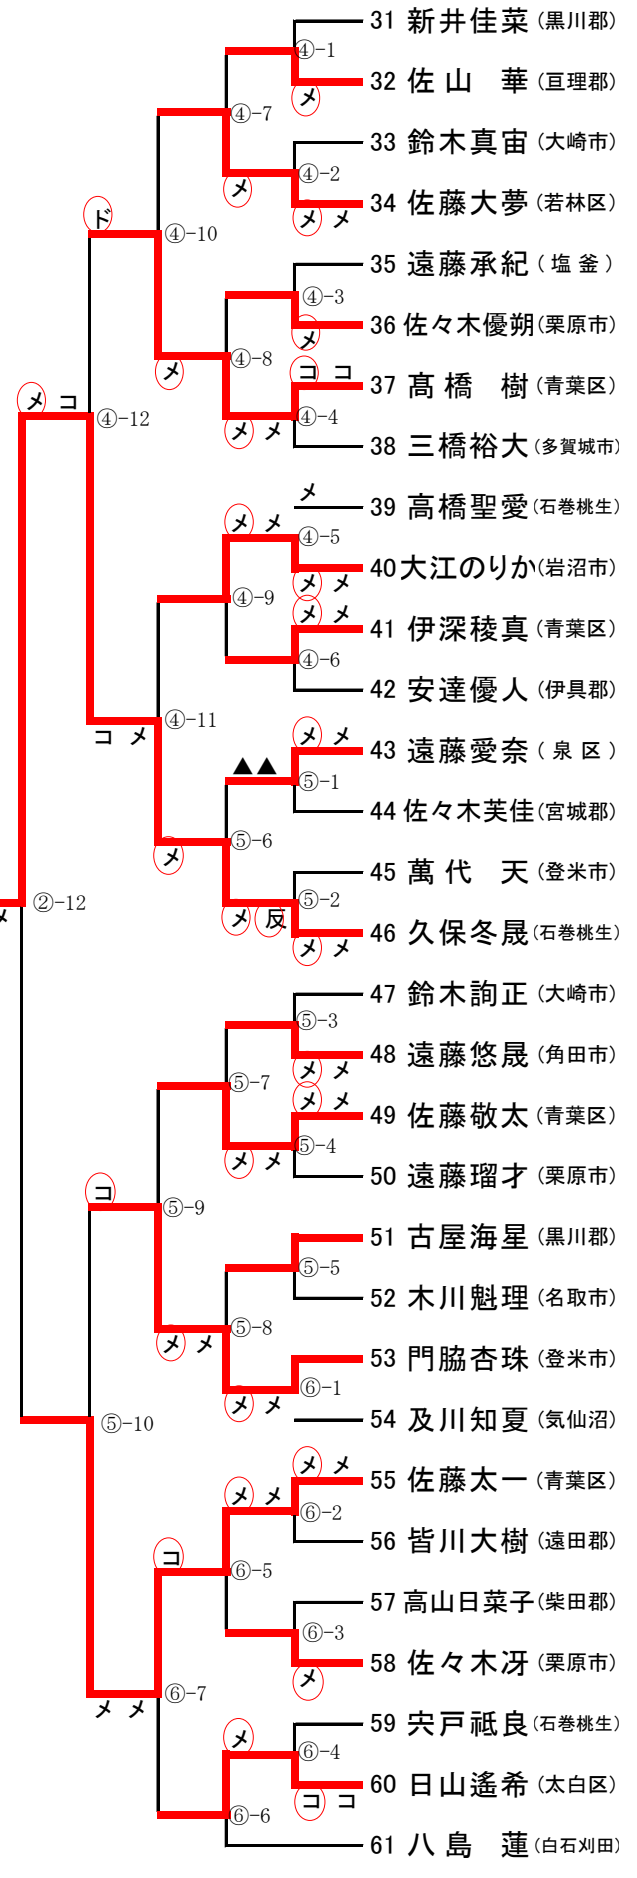 31 新井佳菜 (黒川郡)
④-1
32 佐山 華 (亘理郡)
メ
④-7
33 鈴木真宙 (大崎市)
④-2
メ
34 佐藤大夢 (若林区)
メ メ
ド
④-10
35 遠藤承紀 (塩釜)
④-3
36 佐々木優朔 (栗原市)
メ
④-8
メ
コ コ
37 髙橋 樹 (青葉区)
メ コ
④-12
④-4
メ メ
38 三橋裕大 (多賀城市)
メ
39 高橋聖愛 (石巻桃生)
メ メ
④-5
40 大江のりか (岩沼市)
メ メ
④-9
メ メ
41 伊深稜真 (青葉区)
④-6
42 安達優人 (伊具郡)
④-11
コ メ
メ メ
43 遠藤愛奈 (泉区)
▲▲
⑤-1
44 佐々木芙佳 (宮城郡)
⑤-6
メ
45 萬代 天 (登米市)
⑤-2
②-12
メ
メ 反
46 久保冬晟 (石巻桃生)
メ メ
47 鈴木詢正 (大崎市)
⑤-3
48 遠藤悠晟 (角田市)
メ メ
⑤-7
メ メ
49 佐藤敬太 (青葉区)
⑤-4
メ メ
50 遠藤瑠才 (栗原市)
コ
⑤-9
51 古屋海星 (黒川郡)
⑤-5
52 木川魁理 (名取市)
⑤-8
メ メ
53 門脇杏珠 (登米市)
⑥-1
メ メ
54 及川知夏 (気仙沼)
⑤-10
メ メ
55 佐藤太一 (青葉区)
メ メ
⑥-2
56 皆川大樹 (遠田郡)
コ
⑥-5
57 高山日菜子 (柴田郡)
⑥-3
58 佐々木冴 (栗原市)
メ
⑥-7
メ メ
59 宍戸祗良 (石巻桃生)
メ
⑥-4
60 日山遙希 (太白区)
コ コ
⑥-6
61 八島 蓮 (白石刈田)